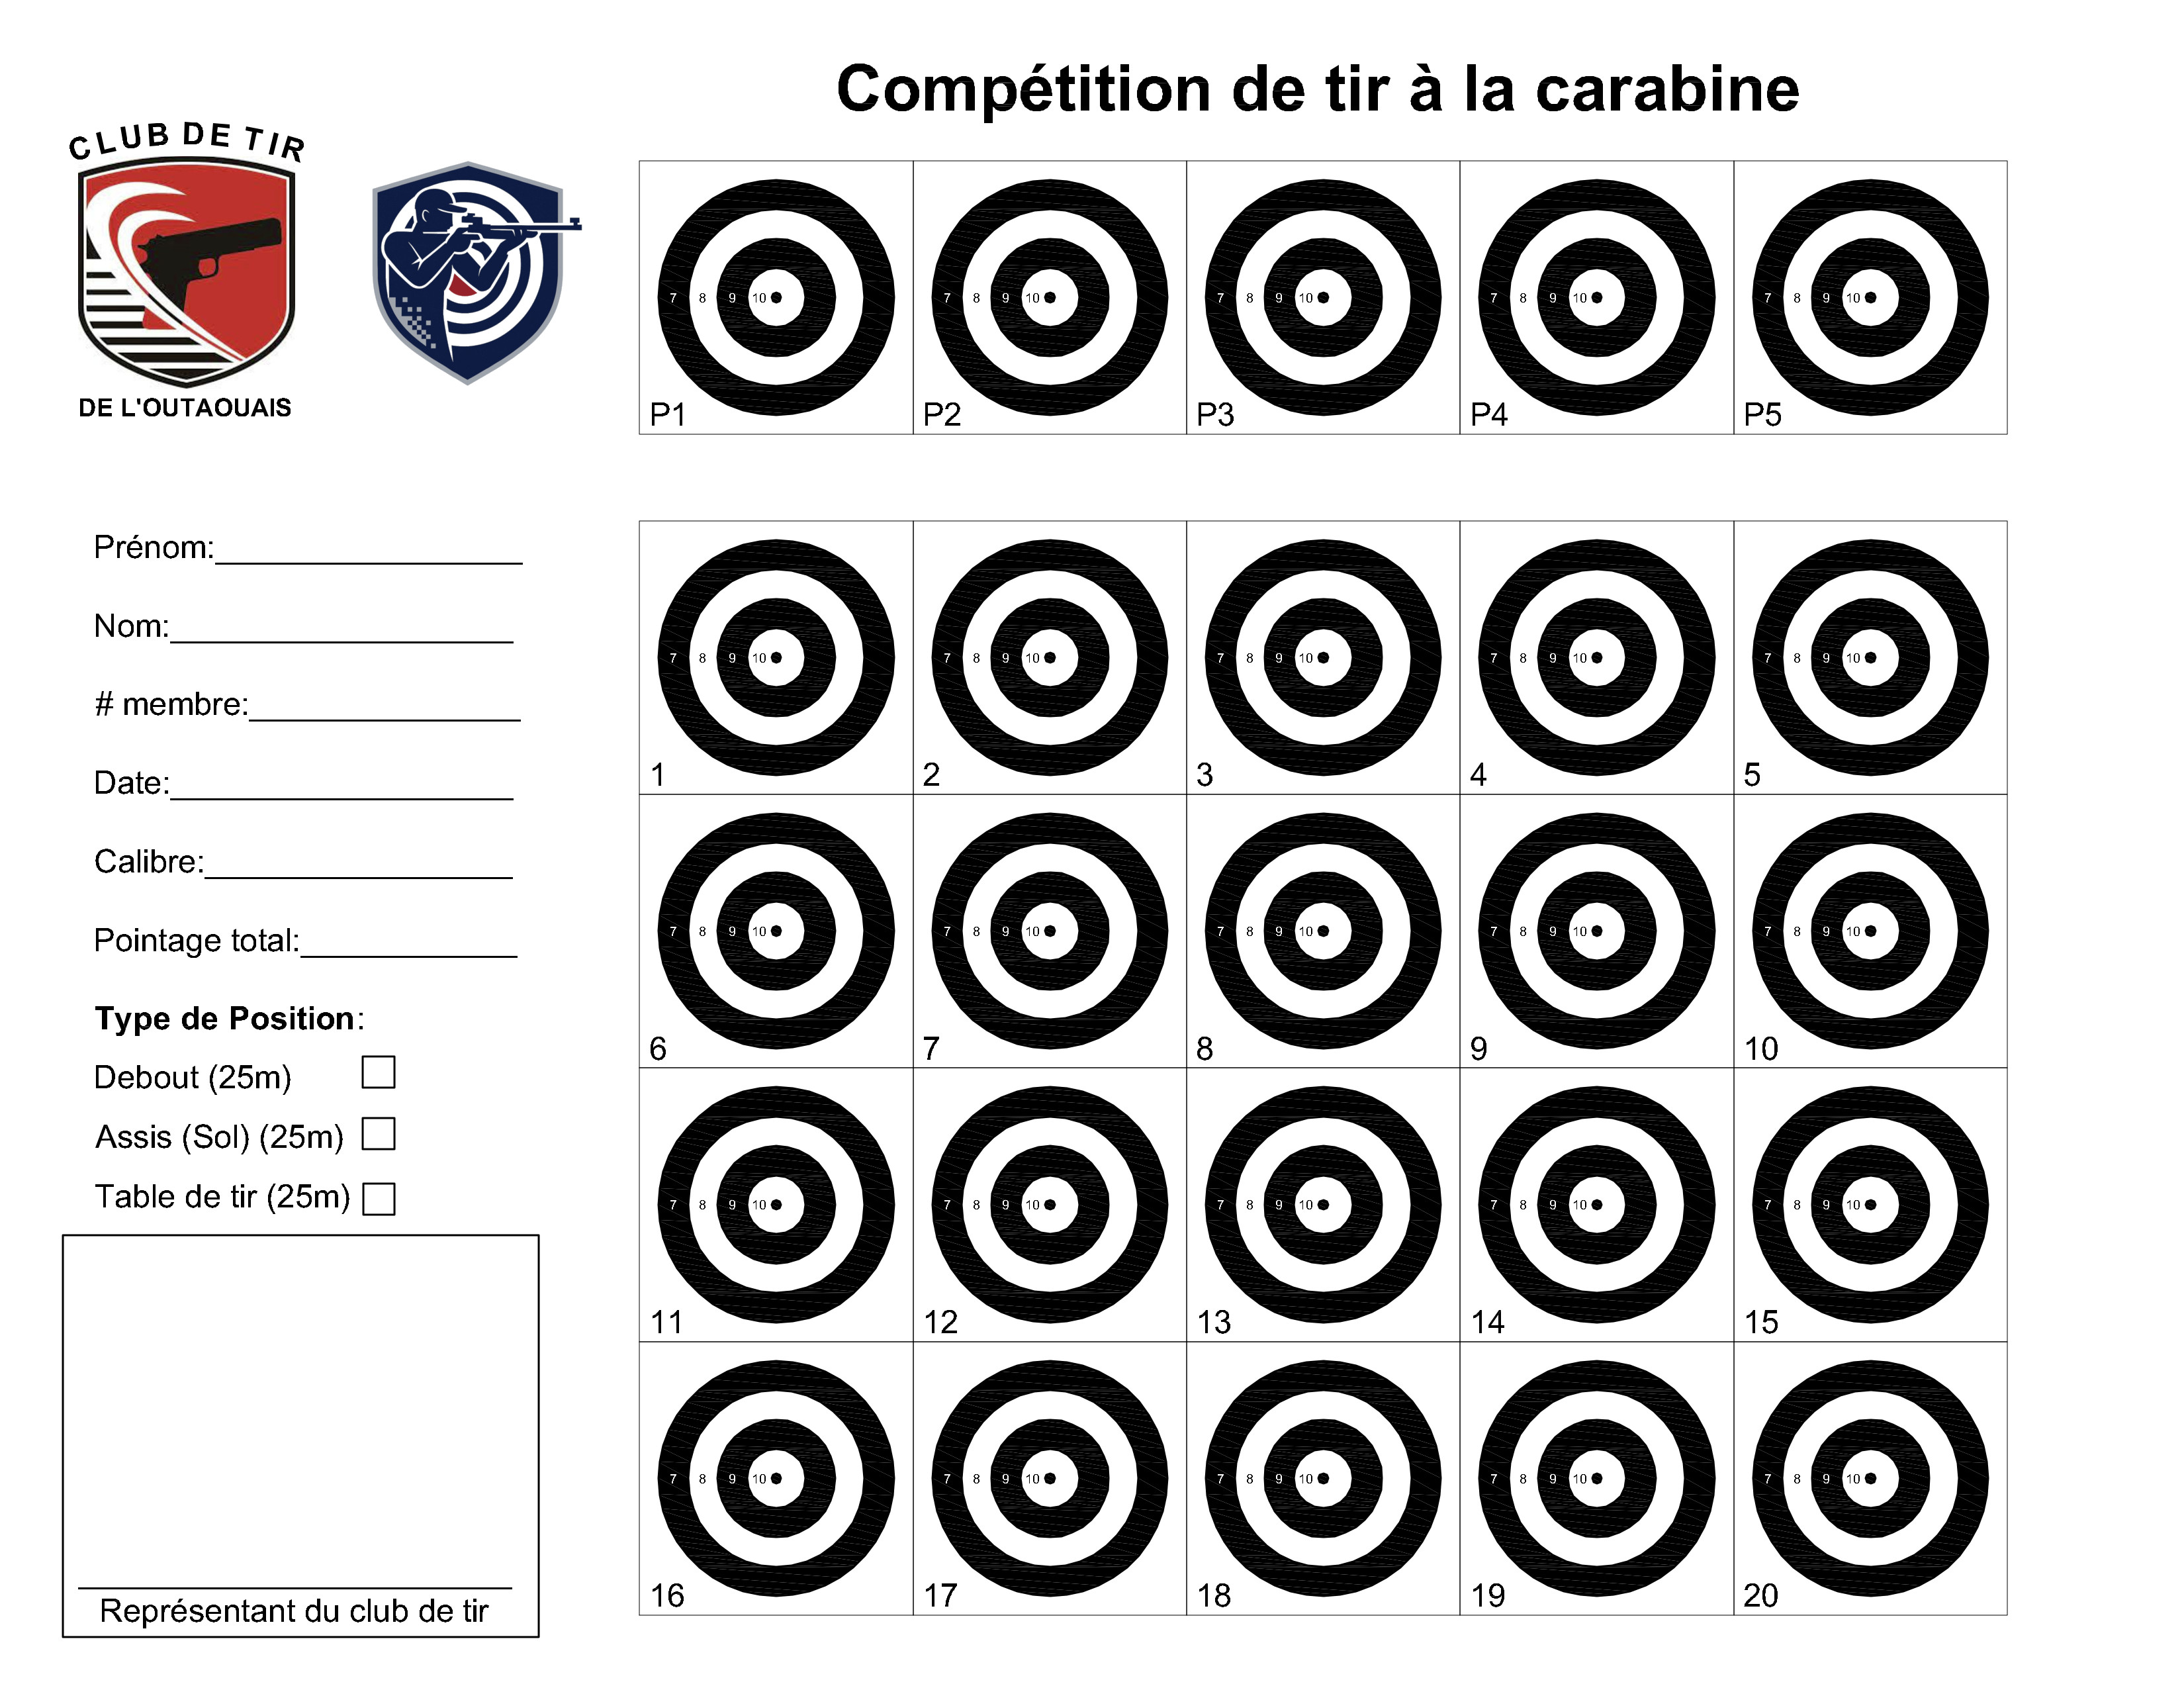 Compétition de tir à la carabine
CLUB DE TIR
DE L'OUTAOUAIS
7 8 9 10 7 8 9 10 7 8 9 10 7 8 9 10 7 8 9 10
P1 P2 P3 P4 P5
Prénom:
Nom:
# membre:
Date:
Calibre:
Pointage total:
Type de Position:
Debout (25m)
Assis (Sol) (25m)
Table de tir (25m)
Représentant du club de tir
7 8 9 10 7 8 9 10 7 8 9 10 7 8 9 10 7 8 9 10
1 2 3 4 5
7 8 9 10 7 8 9 10 7 8 9 10 7 8 9 10 7 8 9 10
6 7 8 9 10
7 8 9 10 7 8 9 10 7 8 9 10 7 8 9 10 7 8 9 10
11 12 13 14 15
7 8 9 10 7 8 9 10 7 8 9 10 7 8 9 10 7 8 9 10
16 17 18 19 20